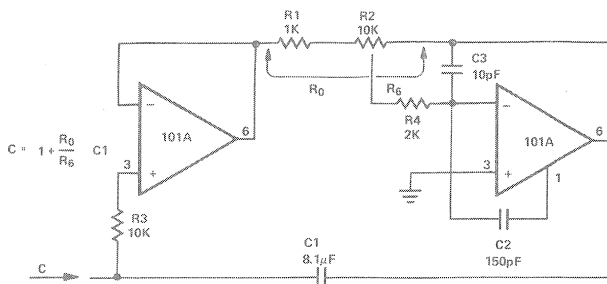 R1
1K
R2
10K
C3
10pF
R0
R6
R4
2K
−
101A
+
6
3
C = 1 + R0/R6 C1
R3
10K
−
101A
+
6
3
1
C2
150pF
C1
8.1μF
C